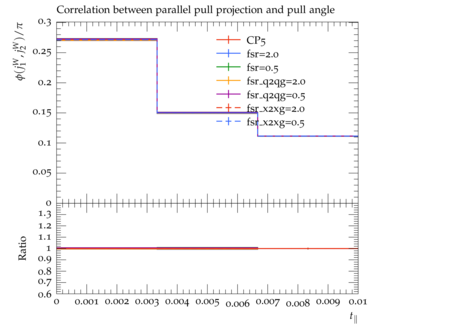 Correlation between parallel pull projection and pull angle
ϕ(j₁ᵂ, j₂ᵂ)/π
0.3
0.25
0.2
0.15
0.1
0.05
0
CP5
fsr=2.0
fsr=0.5
fsr_q2qg=2.0
fsr_q2qg=0.5
fsr_x2xg=2.0
fsr_x2xg=0.5
Ratio
1.3
1.2
1.1
1
0.9
0.8
0.7
0.6
0 0.001 0.002 0.003 0.004 0.005 0.006 0.007 0.008 0.009 0.01
t∥